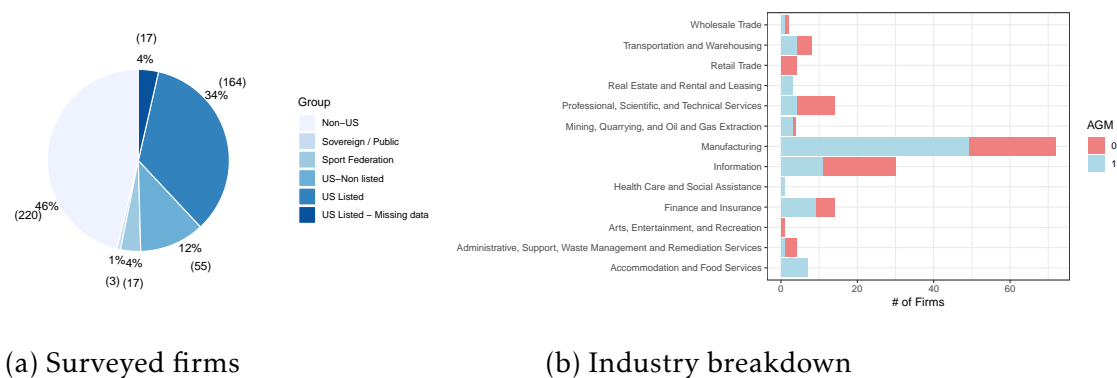 (17)
4%
(164)
34%
46%
(220)
1%
4%
(3)
(17)
12%
(55)
Group
Non−US
Sovereign / Public
Sport Federation
US−Non listed
US Listed
US Listed − Missing data
(a) Surveyed firms
Wholesale Trade
Transportation and Warehousing
Retail Trade
Real Estate and Rental and Leasing
Professional, Scientific, and Technical Services
Mining, Quarrying, and Oil and Gas Extraction
Manufacturing
Information
Health Care and Social Assistance
Finance and Insurance
Arts, Entertainment, and Recreation
Administrative, Support, Waste Management and Remediation Services
Accommodation and Food Services
0 20 40 60
# of Firms
AGM
0
1
(b) Industry breakdown